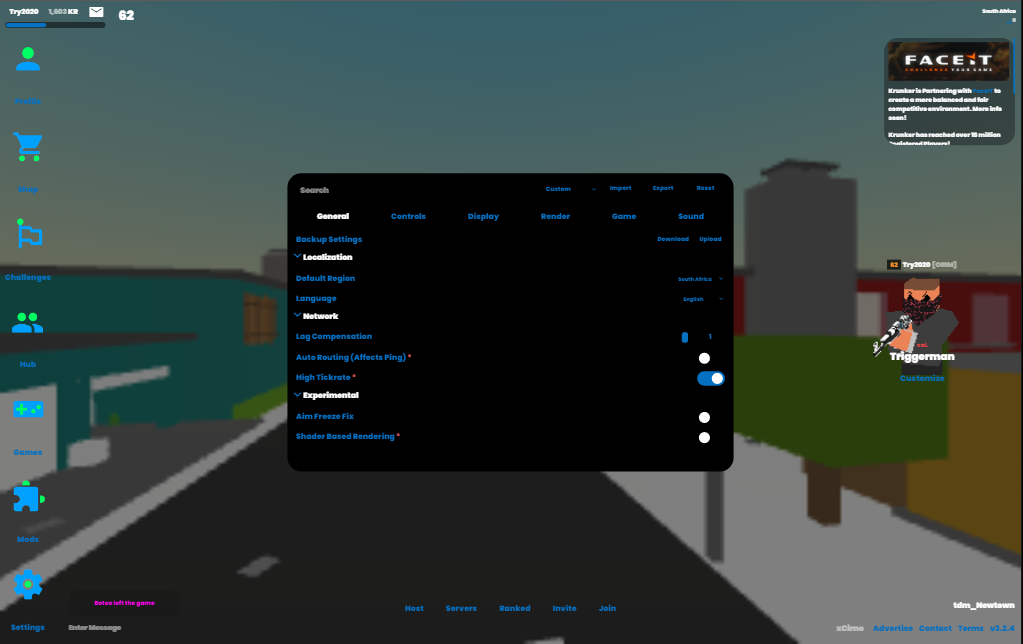 Try2020 1,603 KR
62
South Africa
0
FACEIT
CHALLENGE YOUR GAME
Krunker is Partnering with FaceIT to
create a more balanced and fair
competitive environment. More info
soon!
Krunker has reached over 18 million
Registered Players!
Profile
Shop
Challenges
Hub
Games
Mods
Settings
Search
Custom
Import
Export
Reset
General
Controls
Display
Render
Game
Sound
Backup Settings
Download
Upload
Localization
Default Region
South Africa
Language
English
Network
Lag Compensation
1
Auto Routing (Affects Ping) *
High Tickrate *
Experimental
Aim Freeze Fix
Shader Based Rendering *
62 Try2020
Triggerman
Customise
left the game
Enter Message
Host
Servers
Ranked
Invite
Join
tdm_Newtown
Advertise
Contact
Terms
v3.2.4